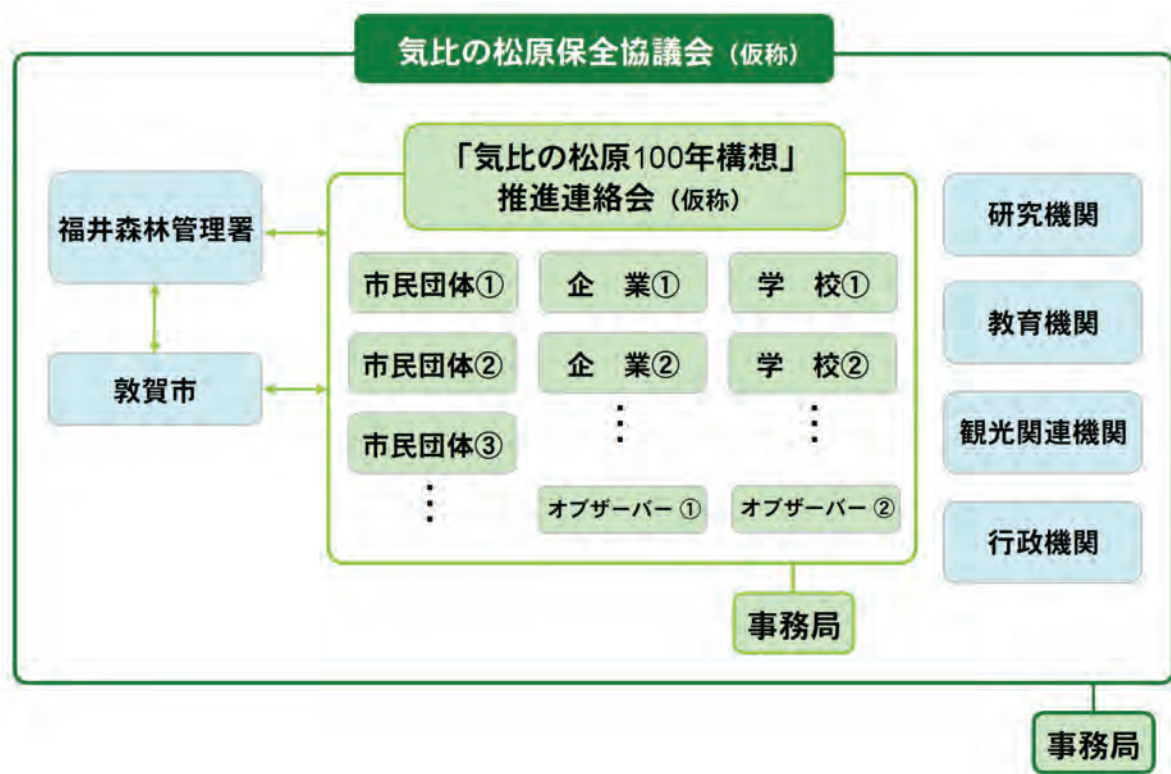 気比の松原保全協議会（仮称）
「気比の松原100年構想」
推進連絡会（仮称）
福井森林管理署
敦賀市
市民団体① 企　業① 学　校①
市民団体② 企　業② 学　校②
市民団体③
オブザーバー① オブザーバー②
研究機関
教育機関
観光関連機関
行政機関
事務局
事務局